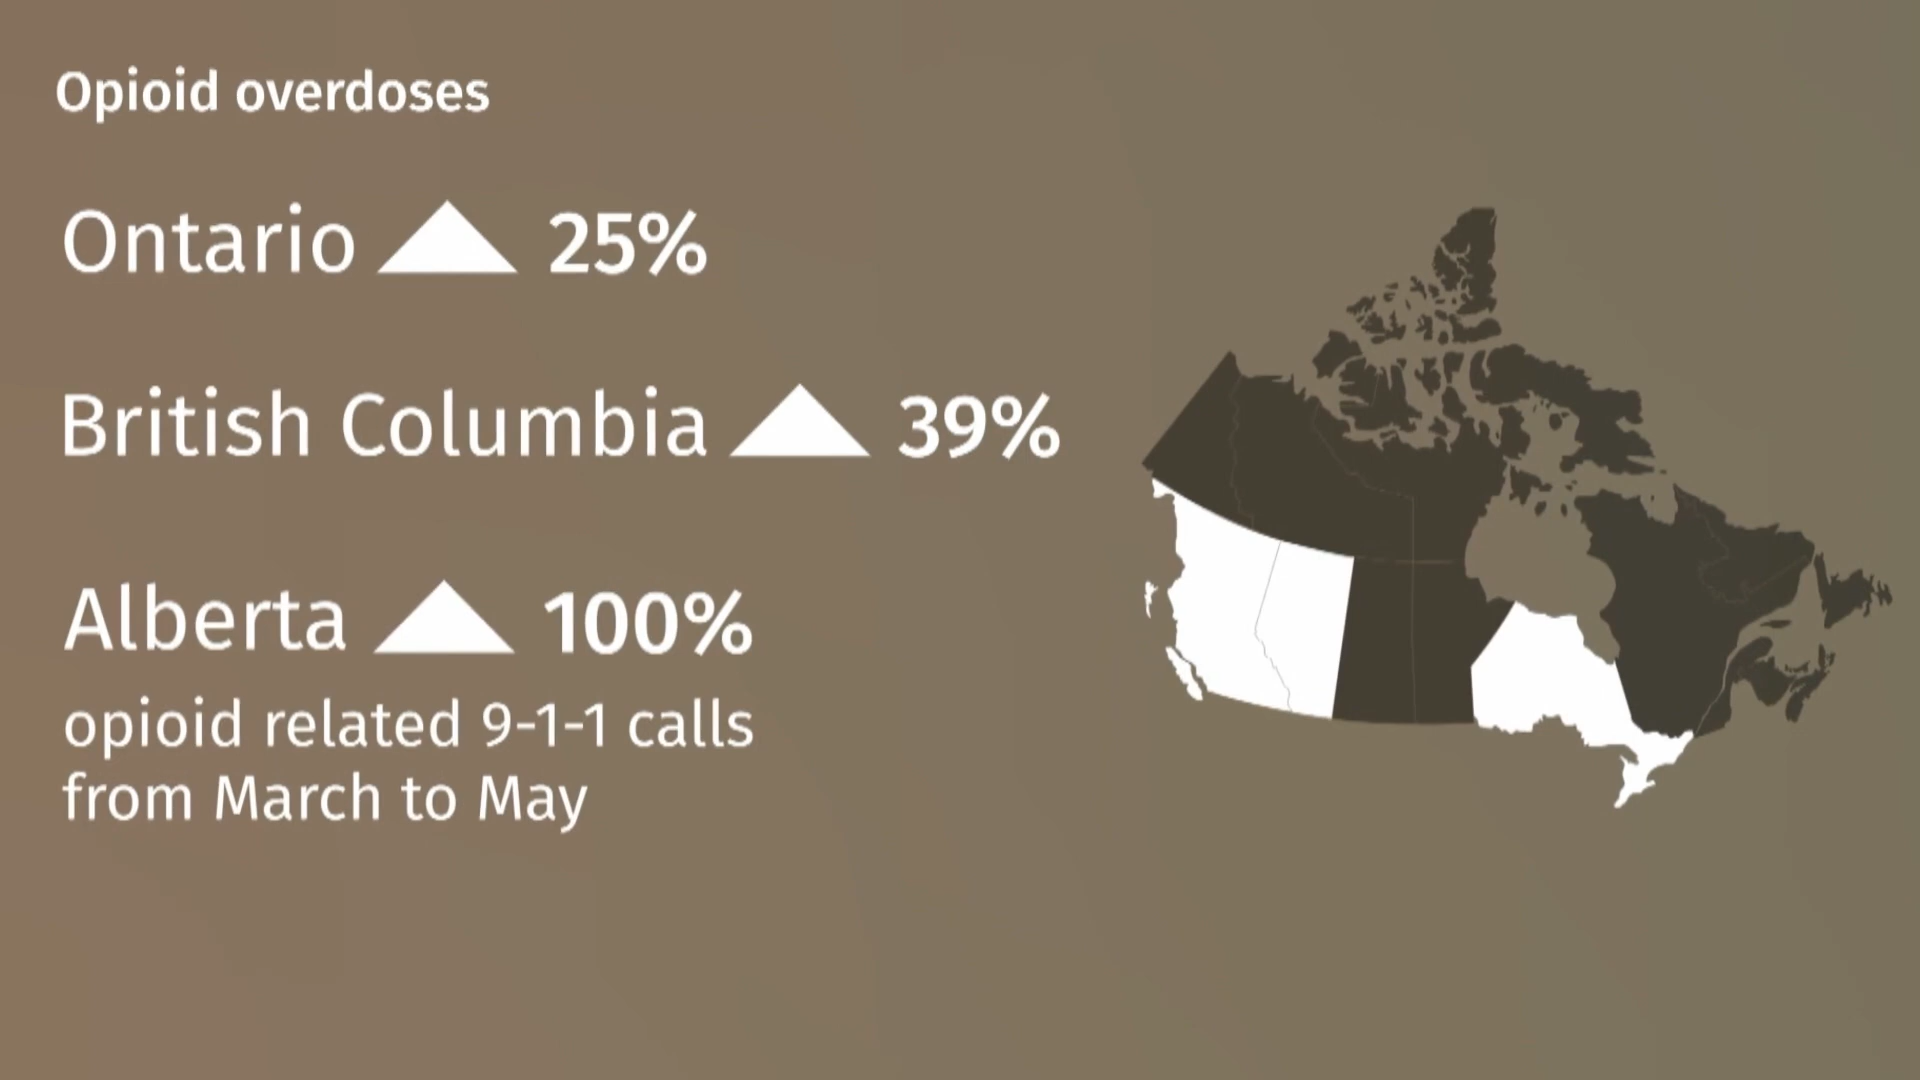 Opioid overdoses
Ontario 25%
British Columbia 39%
Alberta 100%
opioid related 9-1-1 calls
from March to May